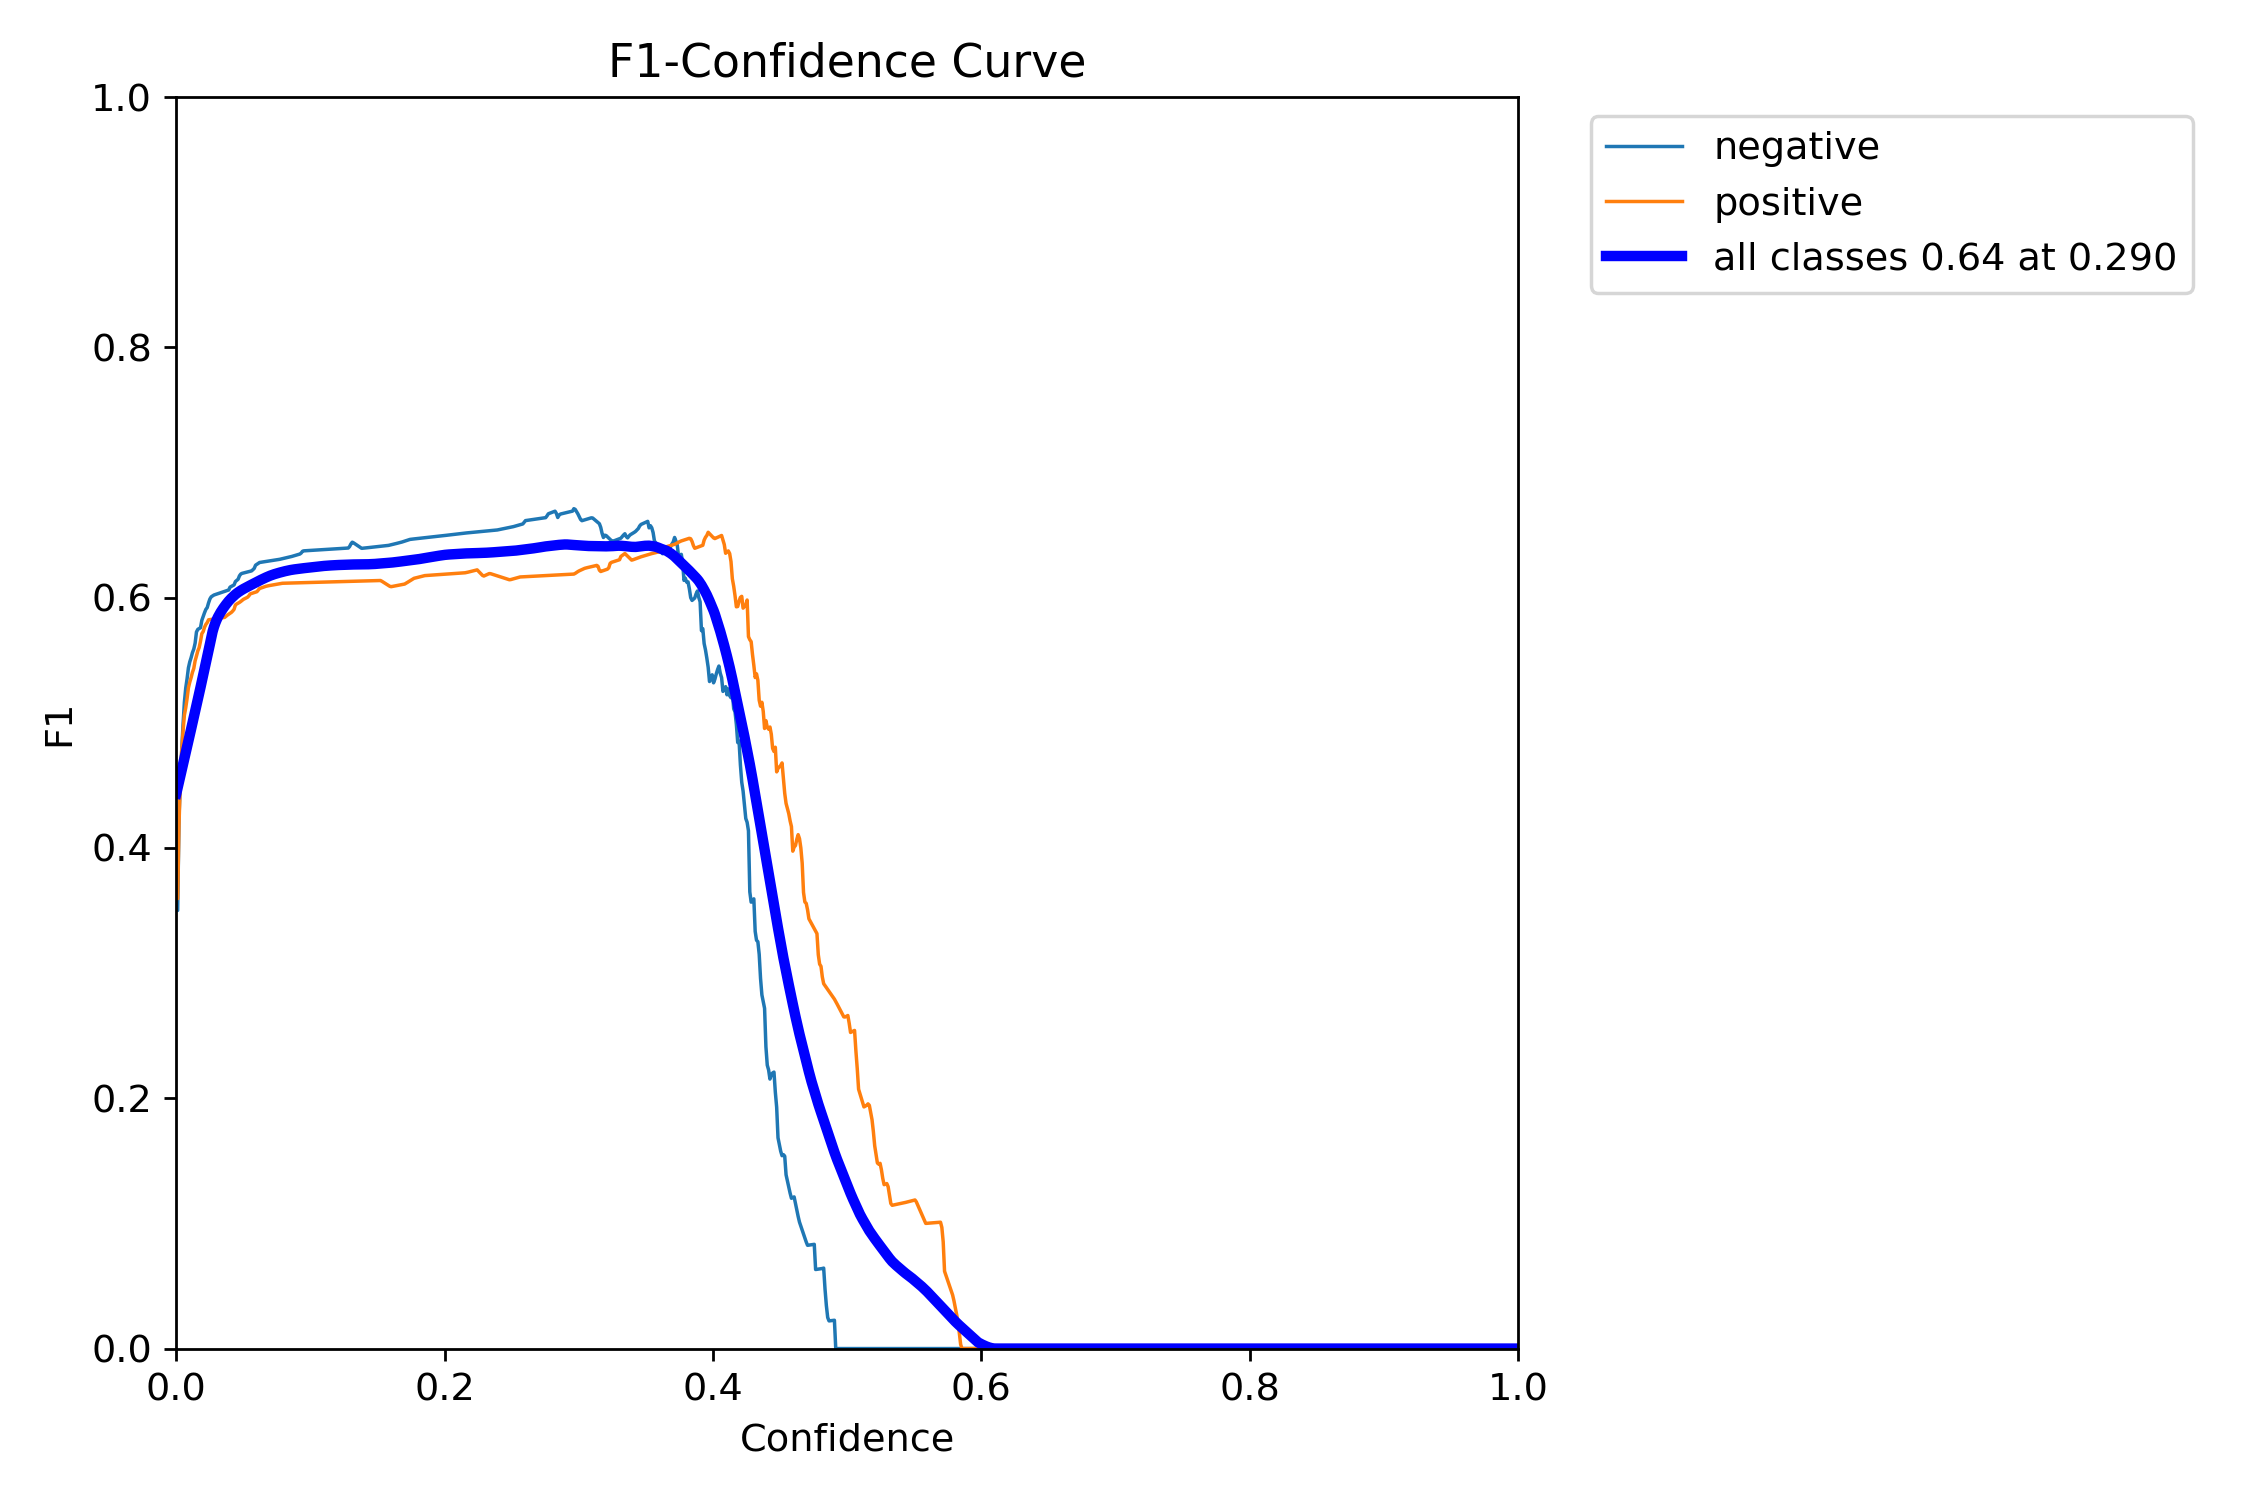 F1-Confidence Curve
1.0
0.8
0.6
0.4
0.2
0.0
F1
0.0 0.2 0.4 0.6 0.8 1.0
Confidence
negative
positive
all classes 0.64 at 0.290